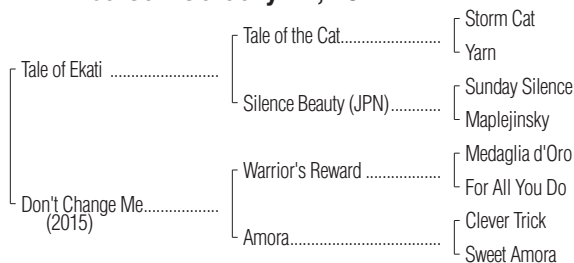 Storm Cat
Tale of the Cat....................
Yarn
Tale of Ekati ......................
Sunday Silence
Silence Beauty (JPN)..........
Maplejinsky
Medaglia d'Oro
Warrior's Reward ...............
For All You Do
Don't Change Me...............
(2015)
Clever Trick
Amora.................................
Sweet Amora